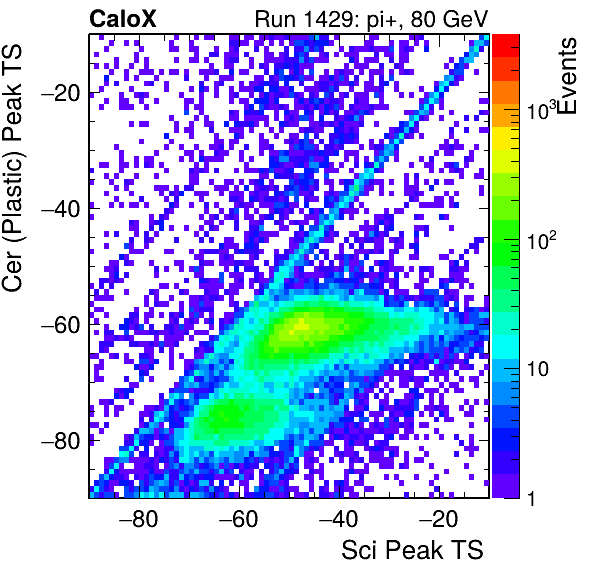 CaloX Run 1429: pi+, 80 GeV
Cer (Plastic) Peak TS
−20
−40
−60
−80
−80 −60 −40 −20
Sci Peak TS
Events
10³
10²
10
1